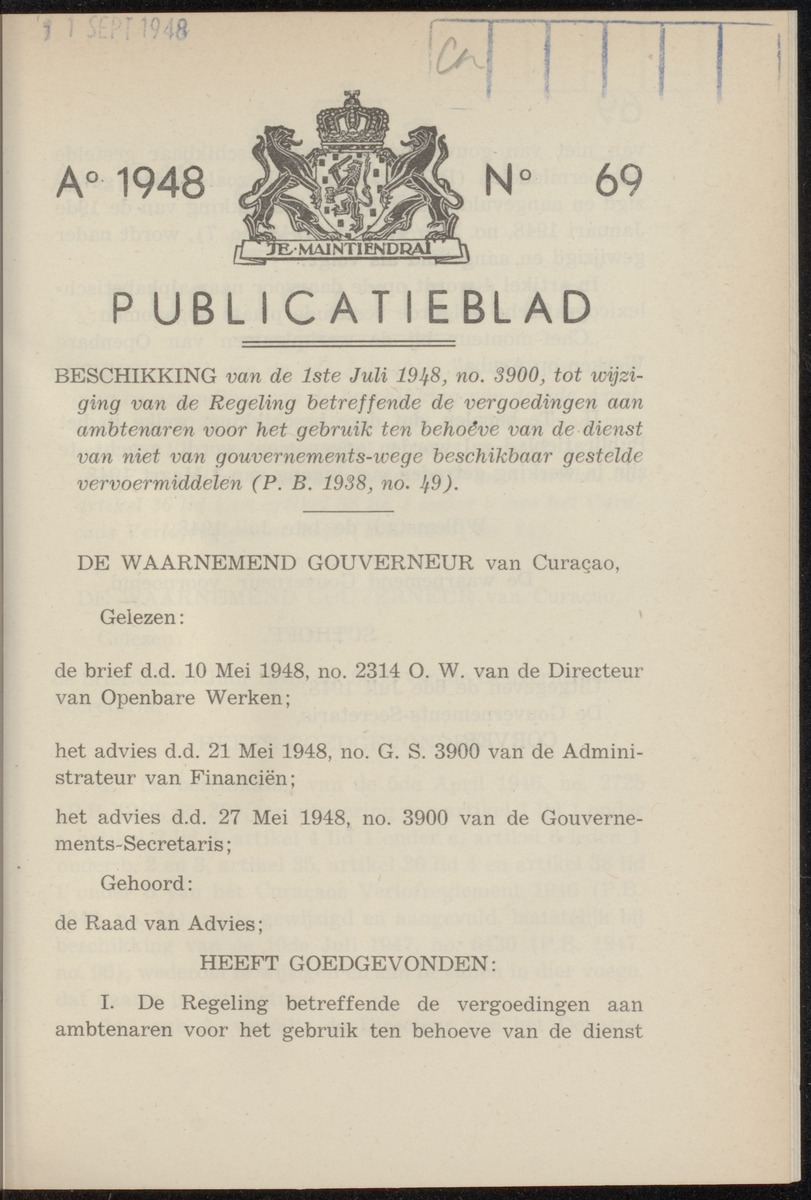 11 SEPT 1948
Cn
Aº 1948
JE·MAINTIENDRAI
Nº 69
PUBLICATIEBLAD
BESCHIKKING van de 1ste Juli 1948, no. 3900, tot wijzi-
ging van de Regeling betreffende de vergoedingen aan
ambtenaren voor het gebruik ten behoeve van de dienst
van niet van gouvernements-wege beschikbaar gestelde
vervoermiddelen (P. B. 1938, no. 49).
DE WAARNEMEND GOUVERNEUR van Curaçao,
Gelezen:
de brief d.d. 10 Mei 1948, no. 2314 O. W. van de Directeur
van Openbare Werken;
het advies d.d. 21 Mei 1948, no. G. S. 3900 van de Admini-
strateur van Financiën;
het advies d.d. 27 Mei 1948, no. 3900 van de Gouverne-
ments-Secretaris;
Gehoord:
de Raad van Advies;
HEEFT GOEDGEVONDEN:
I. De Regeling betreffende de vergoedingen aan
ambtenaren voor het gebruik ten behoeve van de dienst